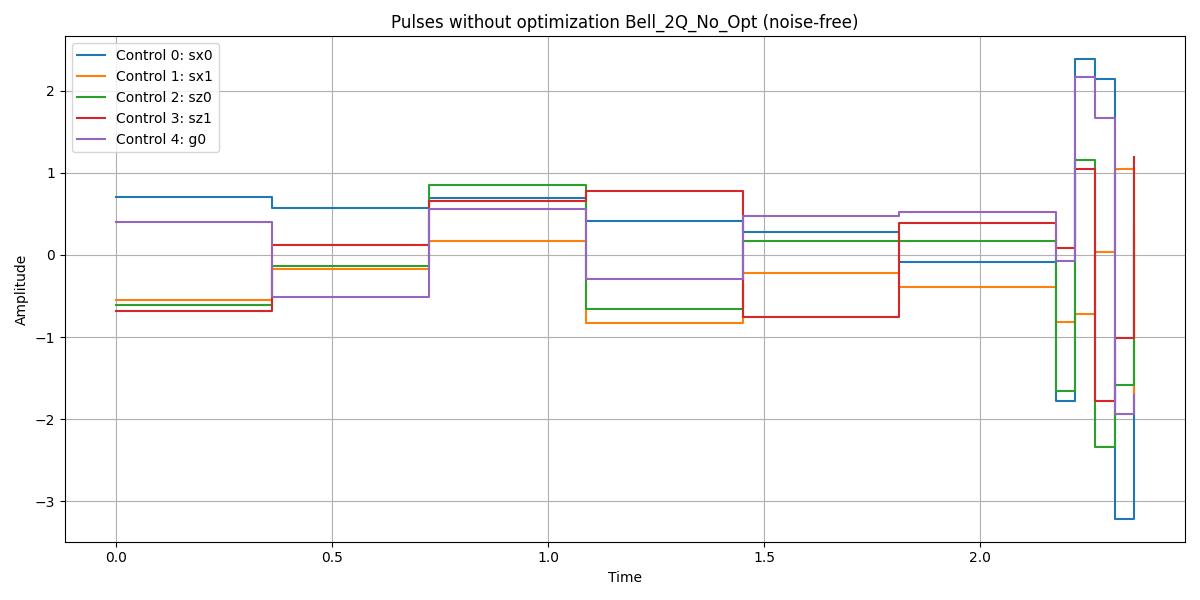 Pulses without optimization Bell_2Q_No_Opt (noise-free)
Control 0: sx0
Control 1: sx1
Control 2: sz0
Control 3: sz1
Control 4: g0
Amplitude
2
1
0
−1
−2
−3
0.0 0.5 1.0 1.5 2.0
Time